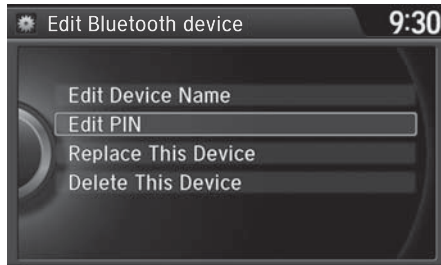 Edit Bluetooth device
9:30
Edit Device Name
Edit PIN
Replace This Device
Delete This Device